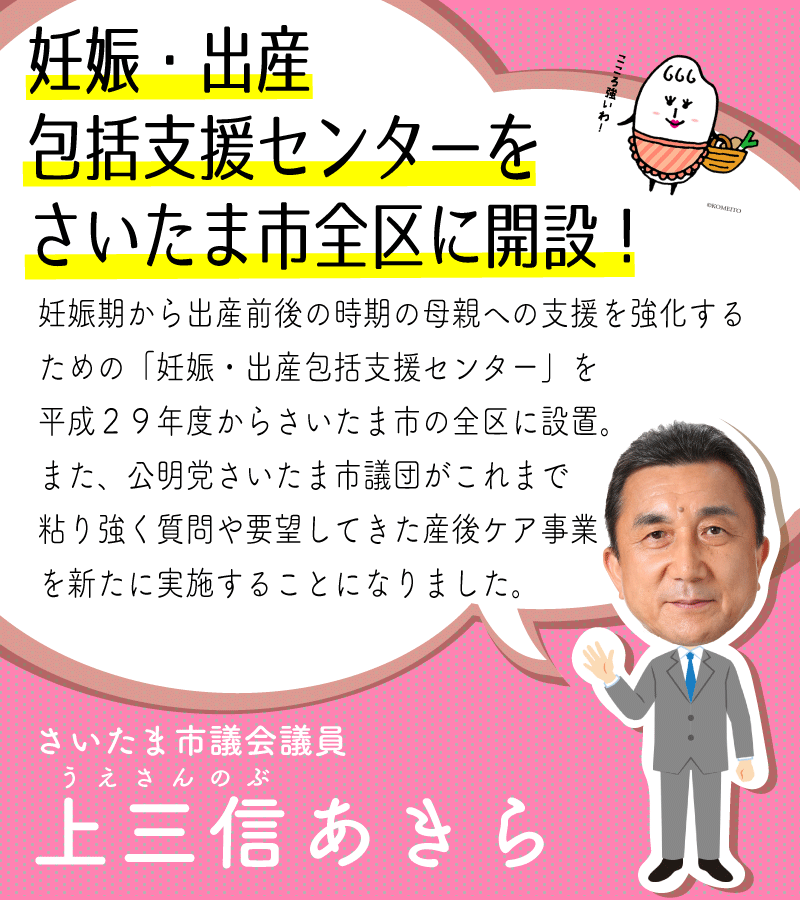 妊娠・出産
包括支援センターを
さいたま市全区に開設！
こころ強いわ！
©KOMEITO
妊娠期から出産前後の時期の母親への支援を強化する
ための「妊娠・出産包括支援センター」を
平成２９年度からさいたま市の全区に設置。
また、公明党さいたま市議団がこれまで
粘り強く質問や要望してきた産後ケア事業
を新たに実施することになりました。
さいたま市議会議員
うえさんのぶ
上三信あきら